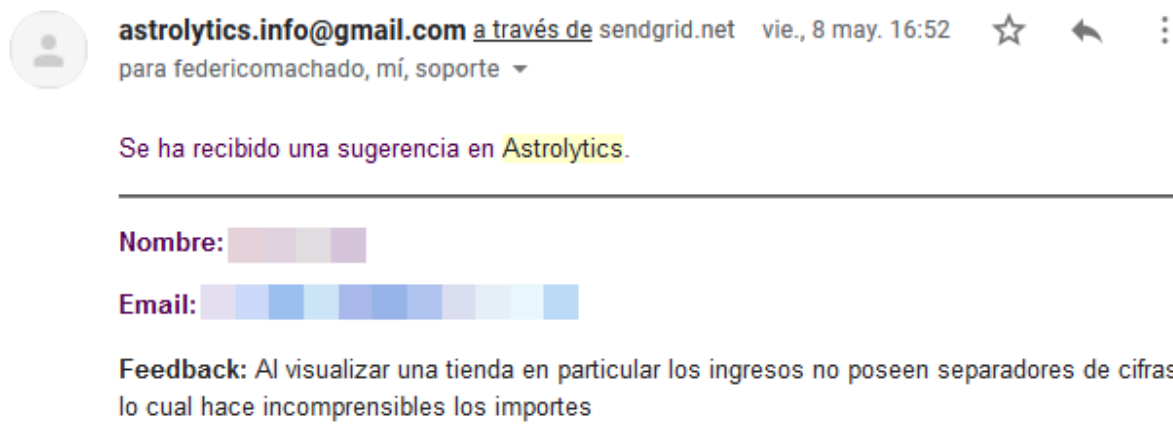 astrolytics.info@gmail.com a través de sendgrid.net vie., 8 may. 16:52
para federicomachado, mí, soporte
Se ha recibido una sugerencia en Astrolytics.
Nombre:
Email:
Feedback: Al visualizar una tienda en particular los ingresos no poseen separadores de cifras
lo cual hace incomprensibles los importes